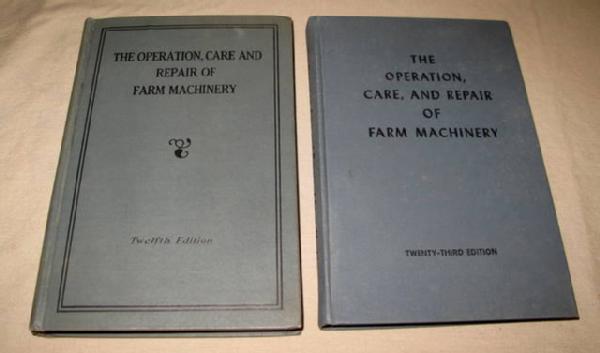 THE OPERATION, CARE AND
REPAIR OF
FARM MACHINERY
Twelfth Edition
THE
OPERATION,
CARE, AND REPAIR
OF
FARM MACHINERY
TWENTY-THIRD EDITION